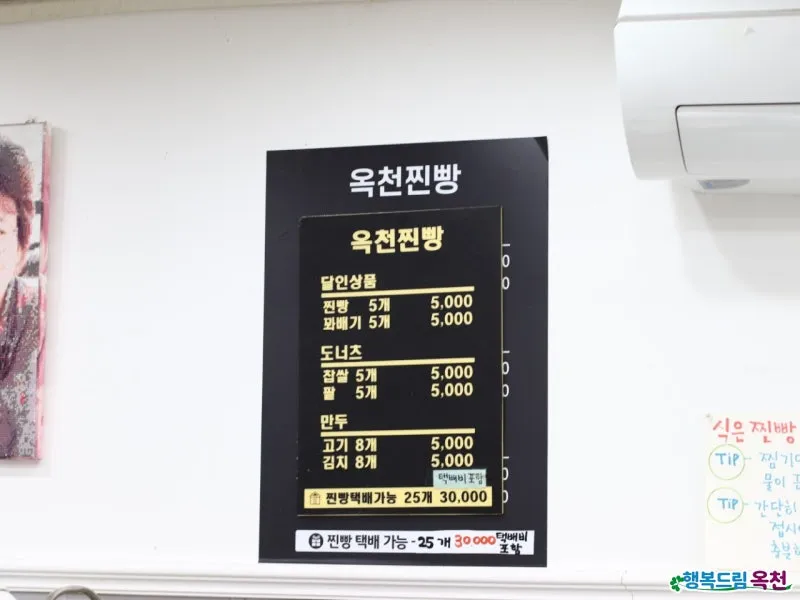 옥천찐빵
옥천찐빵
달인상품
찐빵 5개 5,000
꽈배기 5개 5,000
도너츠
찹쌀 5개 5,000
팥 5개 5,000
만두
고기 8개 5,000
김치 8개 5,000
택배비 포함
찐빵택배가능 25개 30,000
찐빵 택배 가능 - 25개 30000 택배비
포함
식은 찐빵
TIP
TIP
간단히
행복드림 옥천